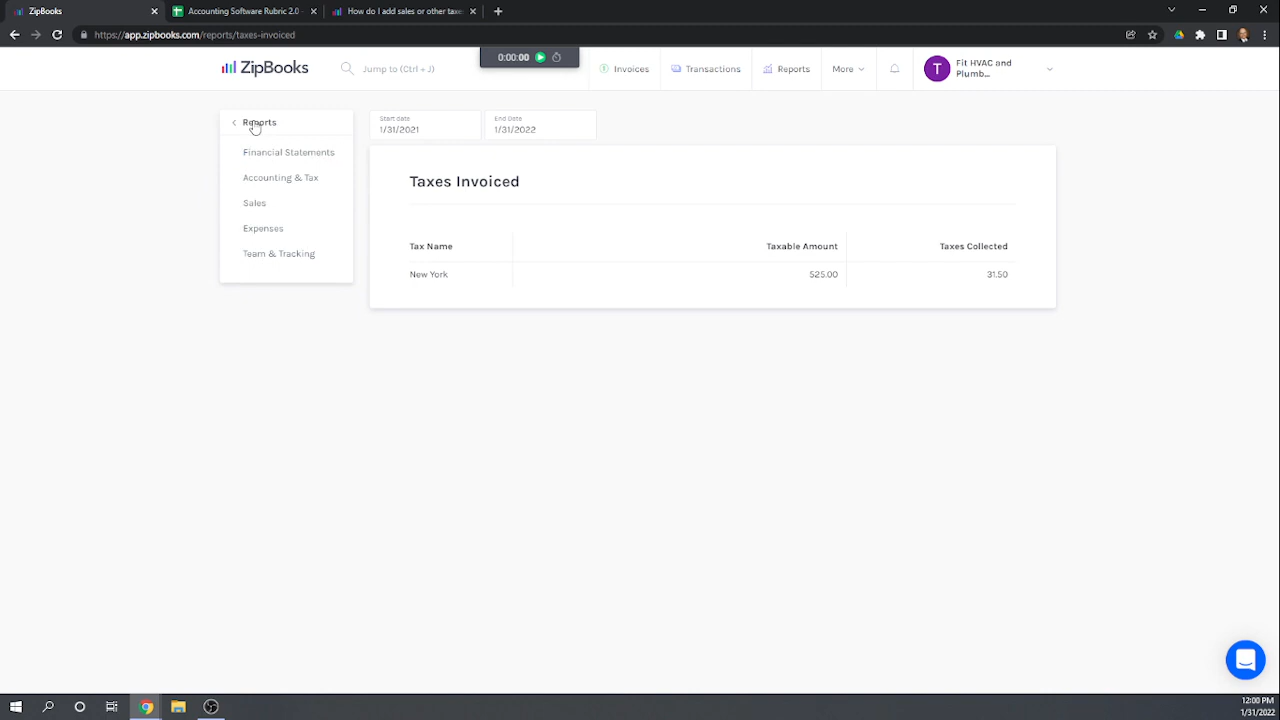 ZipBooks
Accounting Software Rubric 2.0 -
How do I add sales or other taxe
https://app.zipbooks.com/reports/taxes-invoiced
ZipBooks
Jump to (Ctrl + J)
0:00:00
Invoices
Transactions
Reports
More
T
Fit HVAC and
Plumb...
Reports
Financial Statements
Accounting & Tax
Sales
Expenses
Team & Tracking
Start date
1/31/2021
End Date
1/31/2022
Taxes Invoiced
Tax Name
Taxable Amount
Taxes Collected
New York
525.00
31.50
12:00 PM
1/31/2022